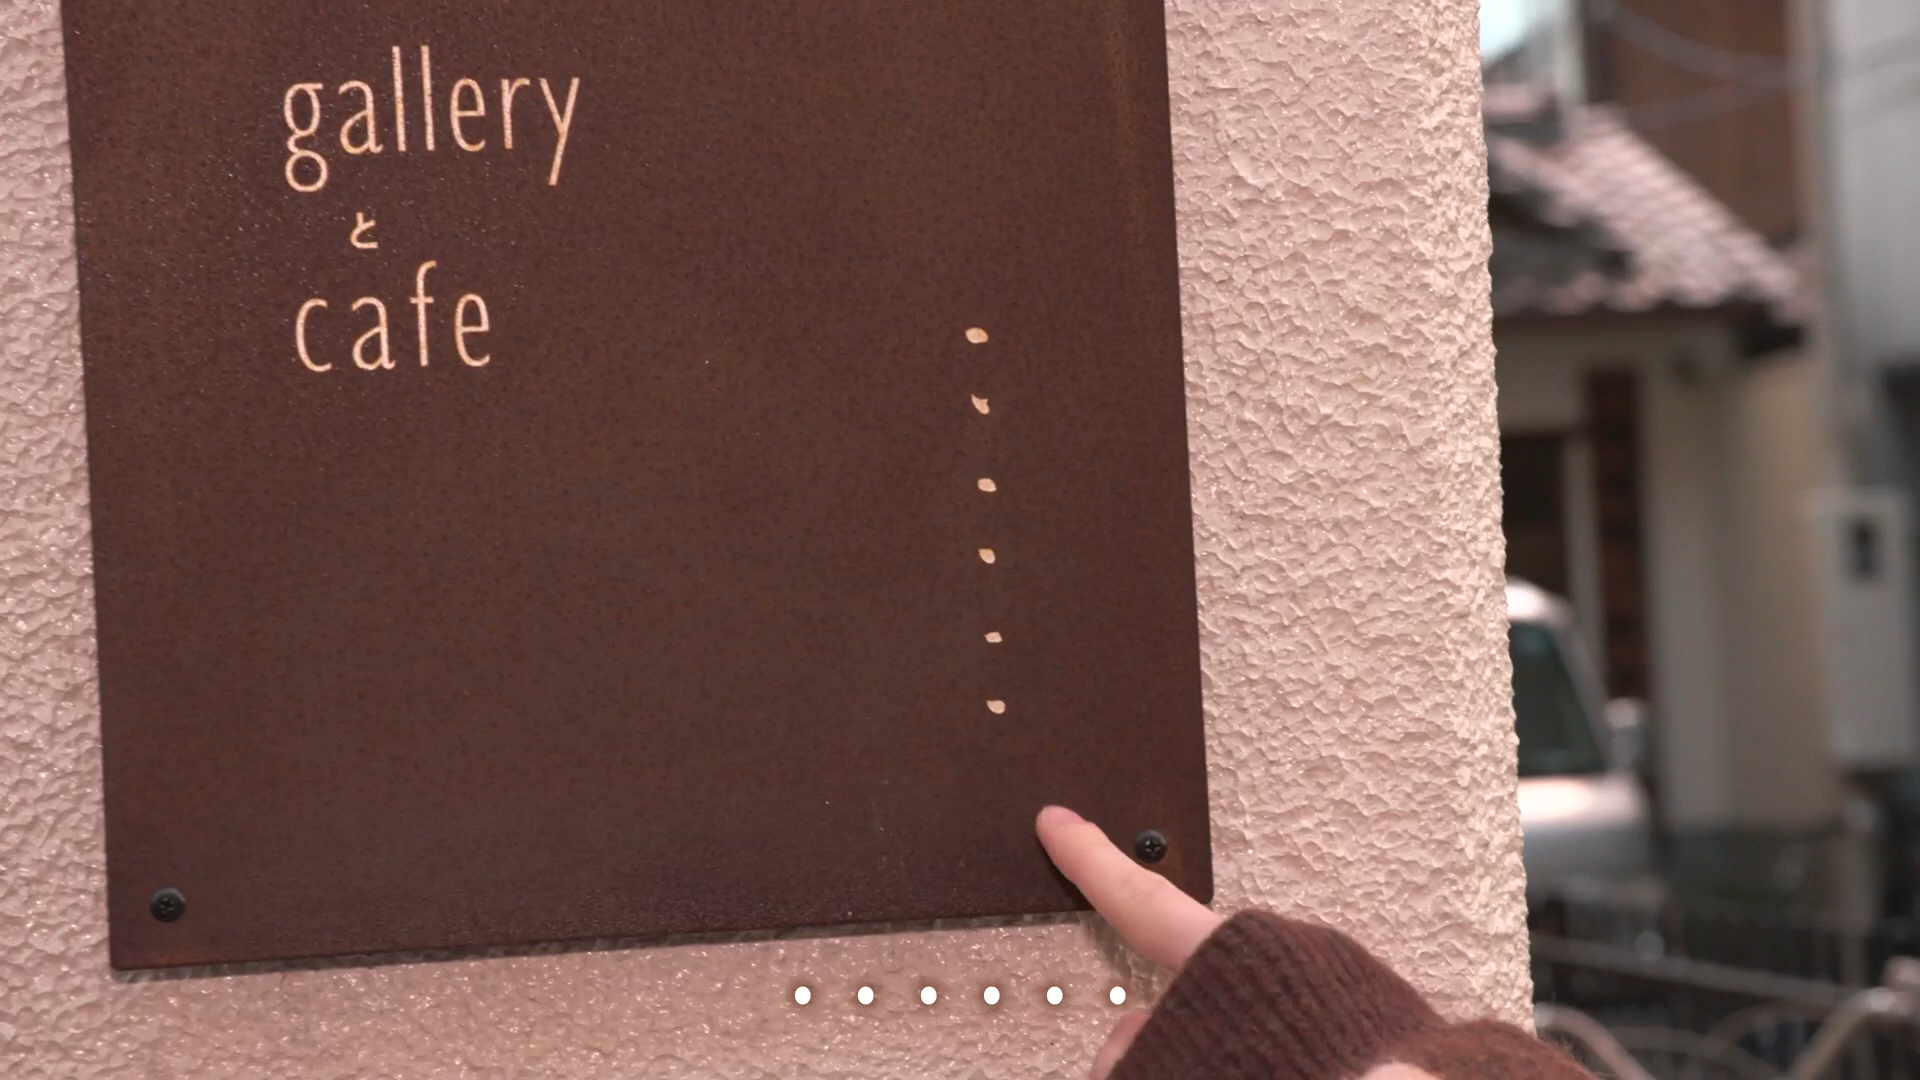 gallery
と
cafe
......